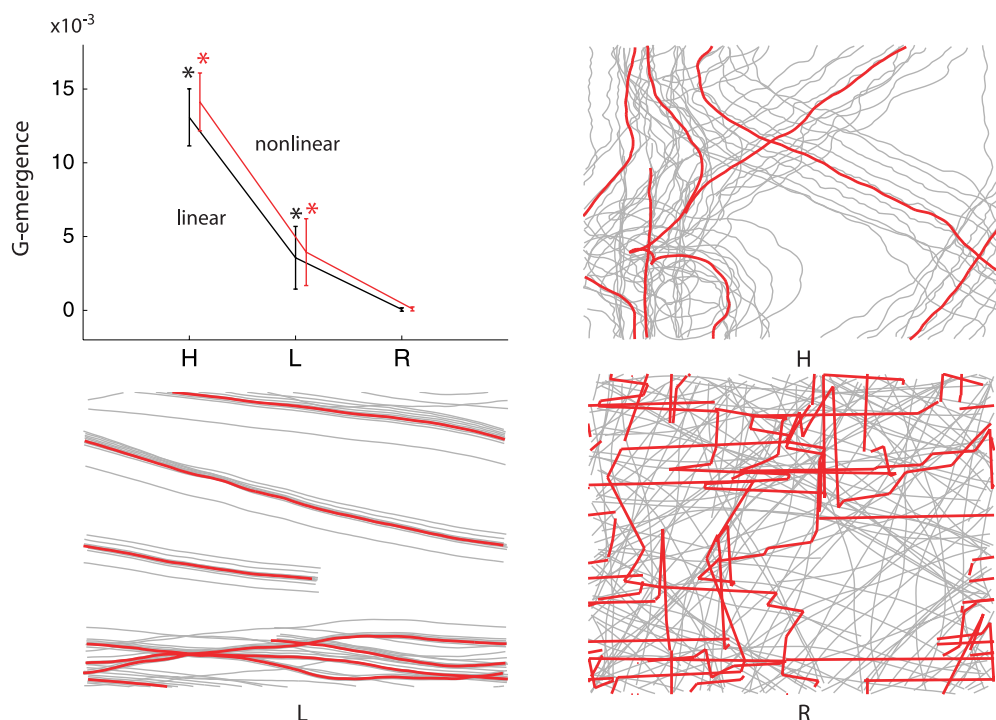 x10-3
15
10
5
0
G-emergence
* *
nonlinear
linear
* *
H L R
H
L
R